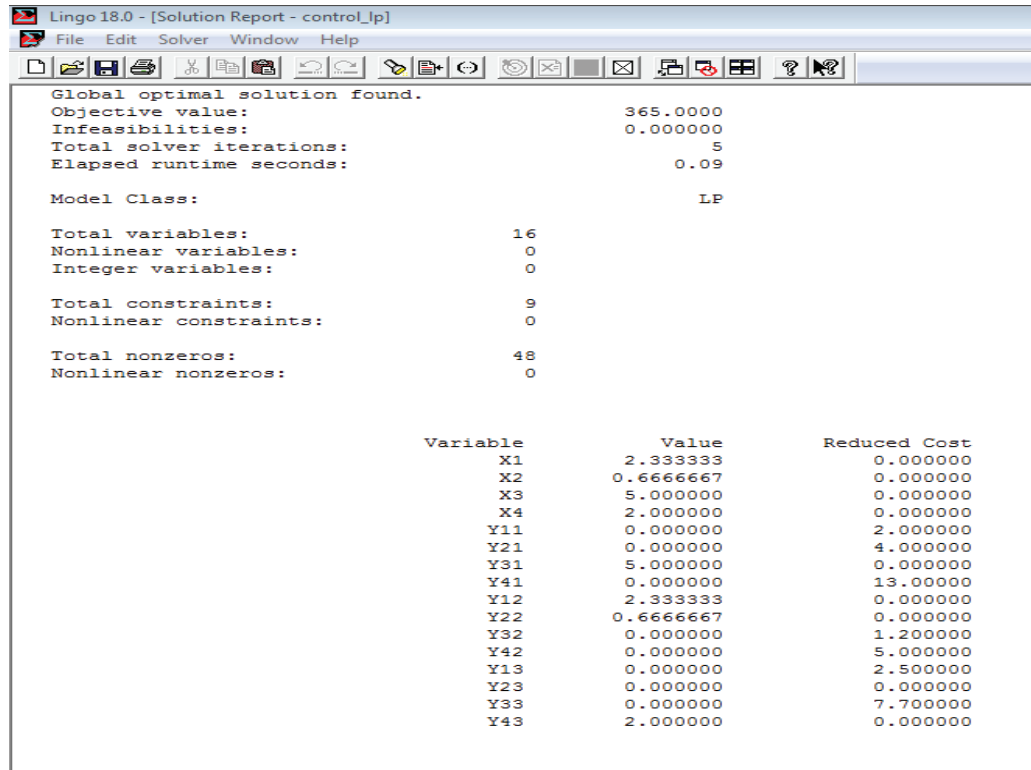 Lingo 18.0 - [Solution Report - control_lp]
File Edit Solver Window Help
Global optimal solution found.
Objective value: 365.0000
Infeasibilities: 0.000000
Total solver iterations: 5
Elapsed runtime seconds: 0.09
Model Class: LP
Total variables: 16
Nonlinear variables: 0
Integer variables: 0
Total constraints: 9
Nonlinear constraints: 0
Total nonzeros: 48
Nonlinear nonzeros: 0
Variable Value Reduced Cost
X1 2.333333 0.000000
X2 0.6666667 0.000000
X3 5.000000 0.000000
X4 2.000000 0.000000
Y11 0.000000 2.000000
Y21 0.000000 4.000000
Y31 5.000000 0.000000
Y41 0.000000 13.00000
Y12 2.333333 0.000000
Y22 0.6666667 0.000000
Y32 0.000000 1.200000
Y42 0.000000 5.000000
Y13 0.000000 2.500000
Y23 0.000000 0.000000
Y33 0.000000 7.700000
Y43 2.000000 0.000000